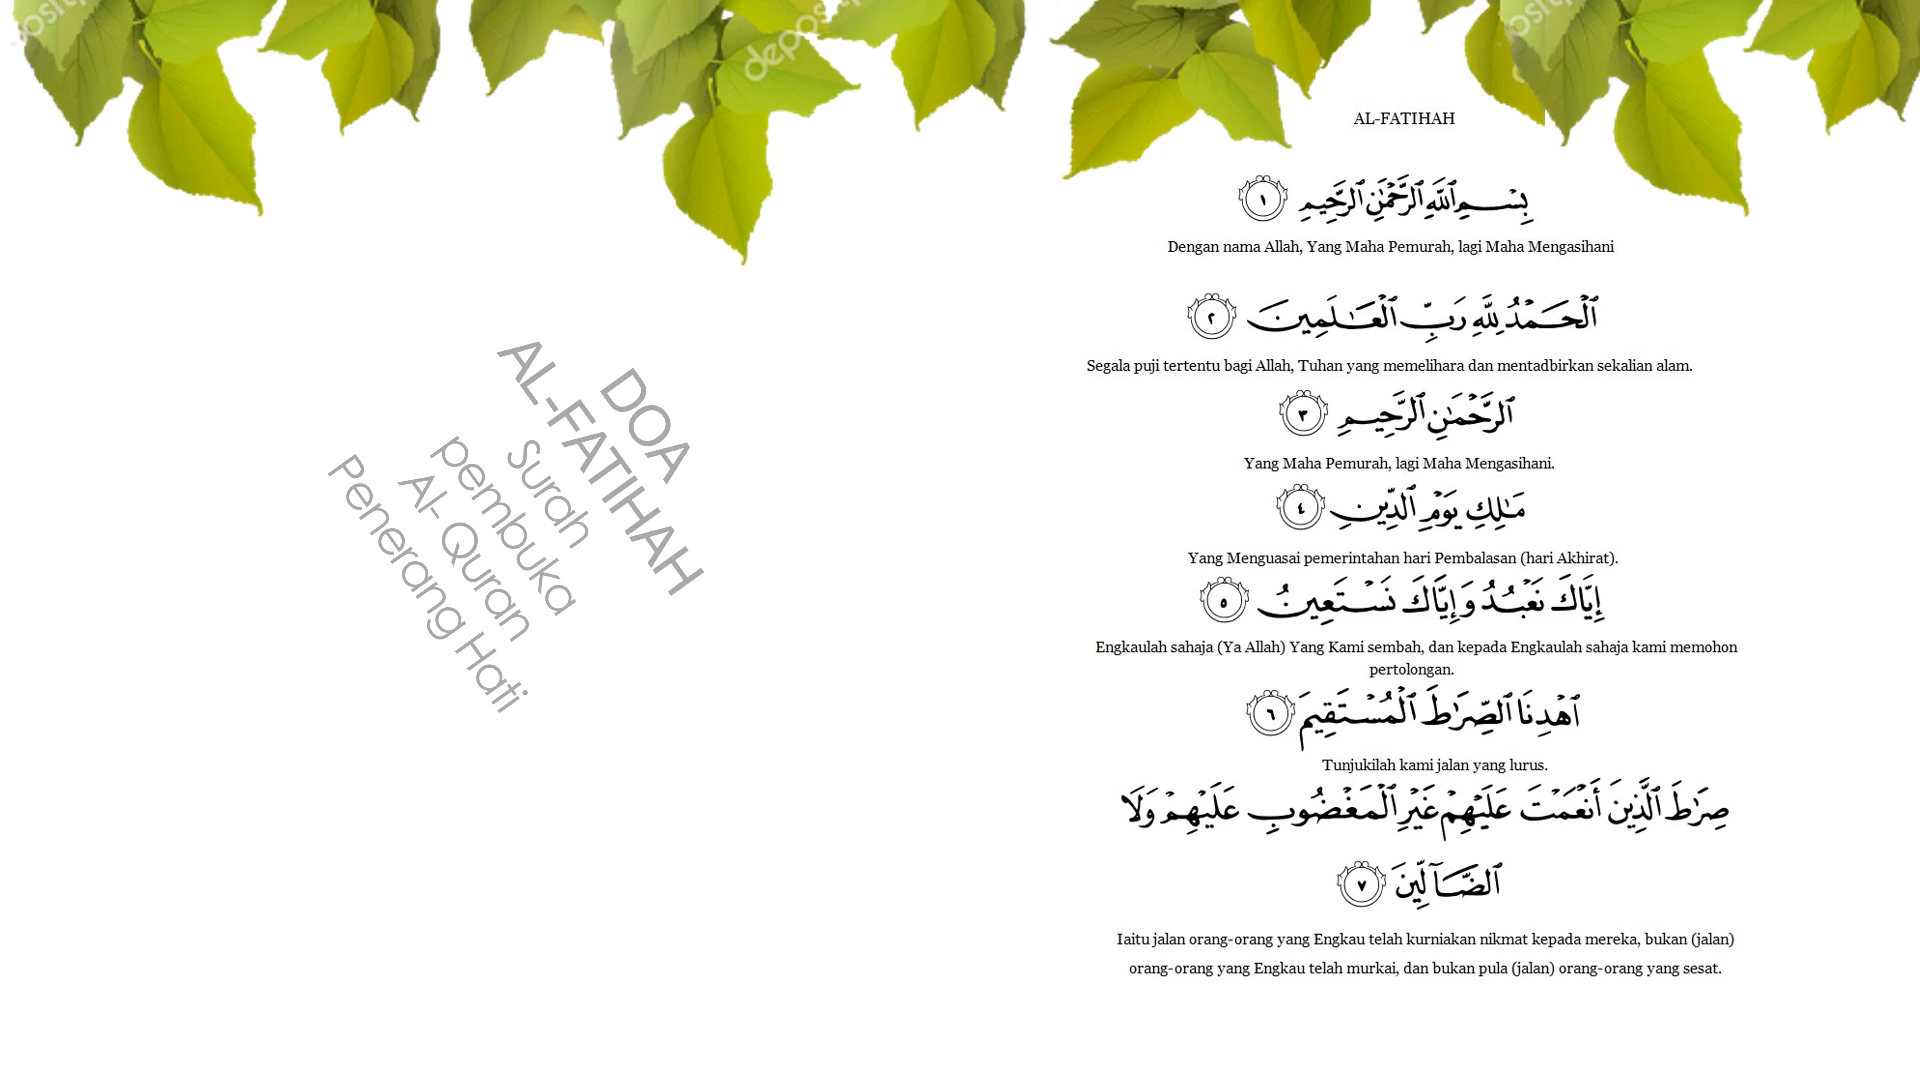 depositphotos
AL-FATIHAH
بِسْمِ ٱللَّهِ ٱلرَّحْمَٰنِ ٱلرَّحِيمِ ١
Dengan nama Allah, Yang Maha Pemurah, lagi Maha Mengasihani
ٱلْحَمْدُ لِلَّهِ رَبِّ ٱلْعَٰلَمِينَ ٢
Segala puji tertentu bagi Allah, Tuhan yang memelihara dan mentadbirkan sekalian alam.
ٱلرَّحْمَٰنِ ٱلرَّحِيمِ ٣
Yang Maha Pemurah, lagi Maha Mengasihani.
مَٰلِكِ يَوْمِ ٱلدِّينِ ٤
Yang Menguasai pemerintahan hari Pembalasan (hari Akhirat).
إِيَّاكَ نَعْبُدُ وَإِيَّاكَ نَسْتَعِينُ ٥
Engkaulah sahaja (Ya Allah) Yang Kami sembah, dan kepada Engkaulah sahaja kami memohon
pertolongan.
ٱهْدِنَا ٱلصِّرَٰطَ ٱلْمُسْتَقِيمَ ٦
Tunjukilah kami jalan yang lurus.
صِرَٰطَ ٱلَّذِينَ أَنْعَمْتَ عَلَيْهِمْ غَيْرِ ٱلْمَغْضُوبِ عَلَيْهِمْ وَلَا
ٱلضَّآلِّينَ ٧
Iaitu jalan orang-orang yang Engkau telah kurniakan nikmat kepada mereka, bukan (jalan)
orang-orang yang Engkau telah murkai, dan bukan pula (jalan) orang-orang yang sesat.
DOA
AL-FATIHAH
Surah
pembuka
Al- Quran
Penerang Hati